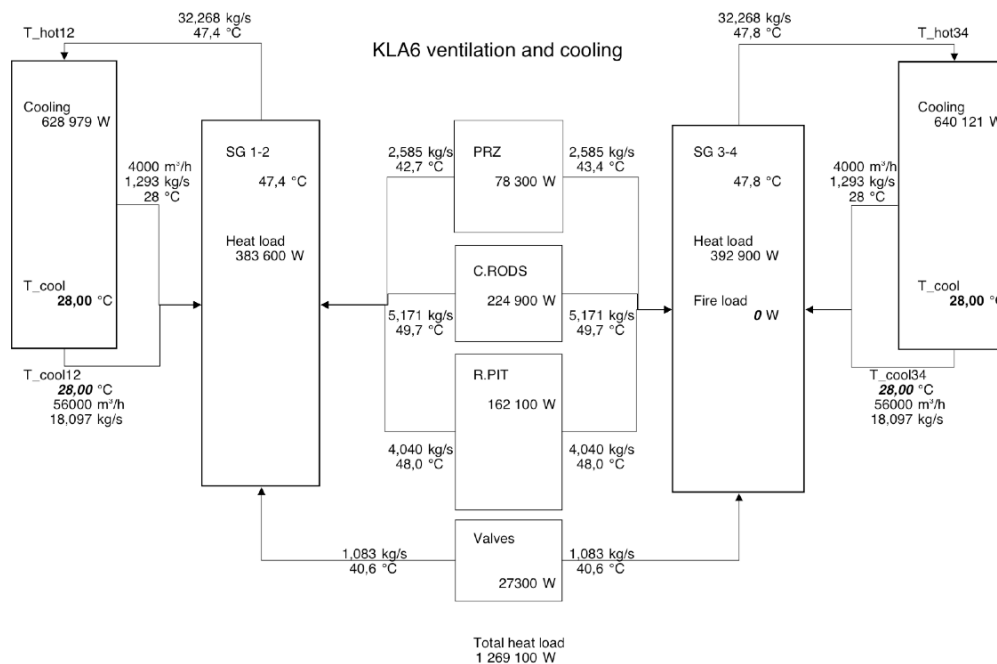 32,268 kg/s
47,4 °C
T_hot12
KLA6 ventilation and cooling
32,268 kg/s
47,8 °C
T_hot34
Cooling
628 979 W
4000 m³/h
1,293 kg/s
28 °C
T_cool
28,00 °C
T_cool12
28,00 °C
56000 m³/h
18,097 kg/s
SG 1-2
47,4 °C
Heat load
383 600 W
2,585 kg/s
42,7 °C
PRZ
78 300 W
2,585 kg/s
43,4 °C
C.RODS
224 900 W
5,171 kg/s
49,7 °C
5,171 kg/s
49,7 °C
R.PIT
162 100 W
4,040 kg/s
48,0 °C
4,040 kg/s
48,0 °C
Valves
27300 W
1,083 kg/s
40,6 °C
1,083 kg/s
40,6 °C
SG 3-4
47,8 °C
Heat load
392 900 W
Fire load
0 W
Cooling
640 121 W
4000 m³/h
1,293 kg/s
28 °C
T_cool
28,00 °C
T_cool34
28,00 °C
56000 m³/h
18,097 kg/s
Total heat load
1 269 100 W